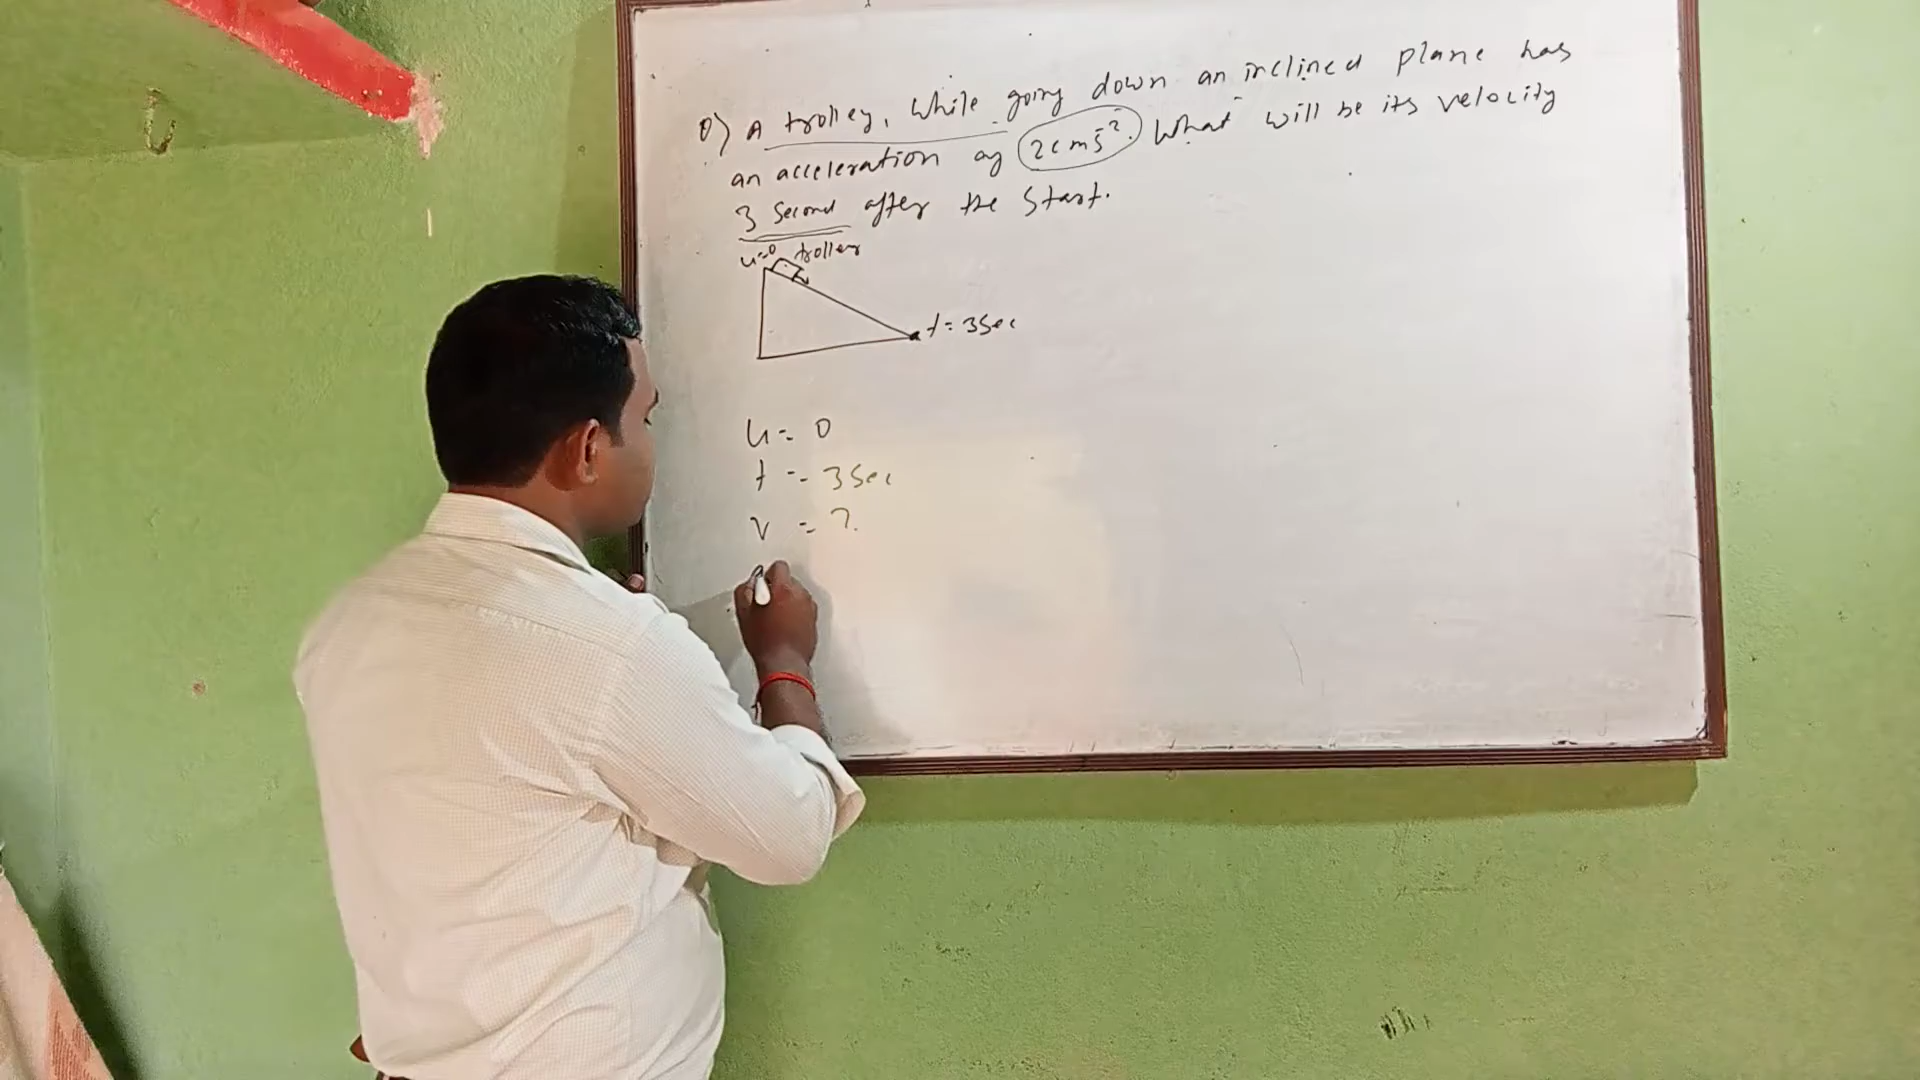 Q) A trolley, while going down an inclined plane has
an acceleration of 2cms⁻². What will be its velocity
3 second after the start.
u=0 trolley
t = 3sec
u = 0
t = 3sec
v = ?